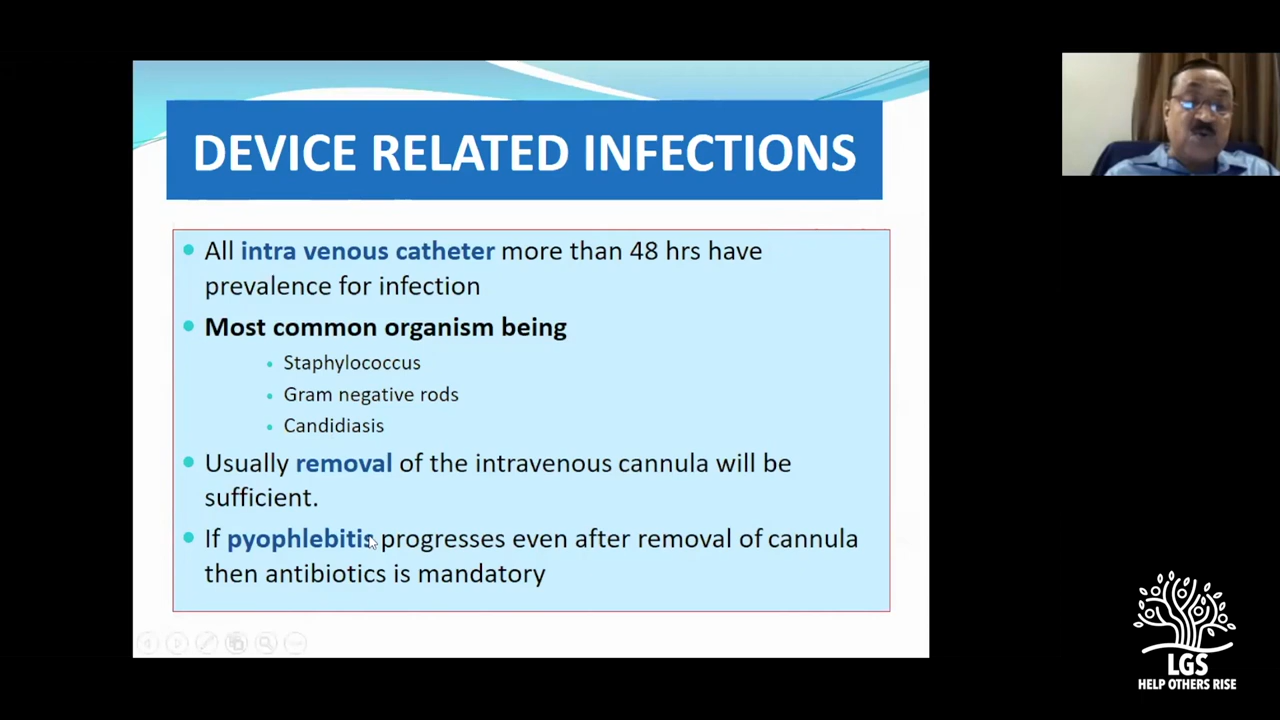 DEVICE RELATED INFECTIONS
All intra venous catheter more than 48 hrs have
prevalence for infection
Most common organism being
Staphylococcus
Gram negative rods
Candidiasis
Usually removal of the intravenous cannula will be
sufficient.
If pyophlebitis progresses even after removal of cannula
then antibiotics is mandatory
LGS
HELP OTHERS RISE